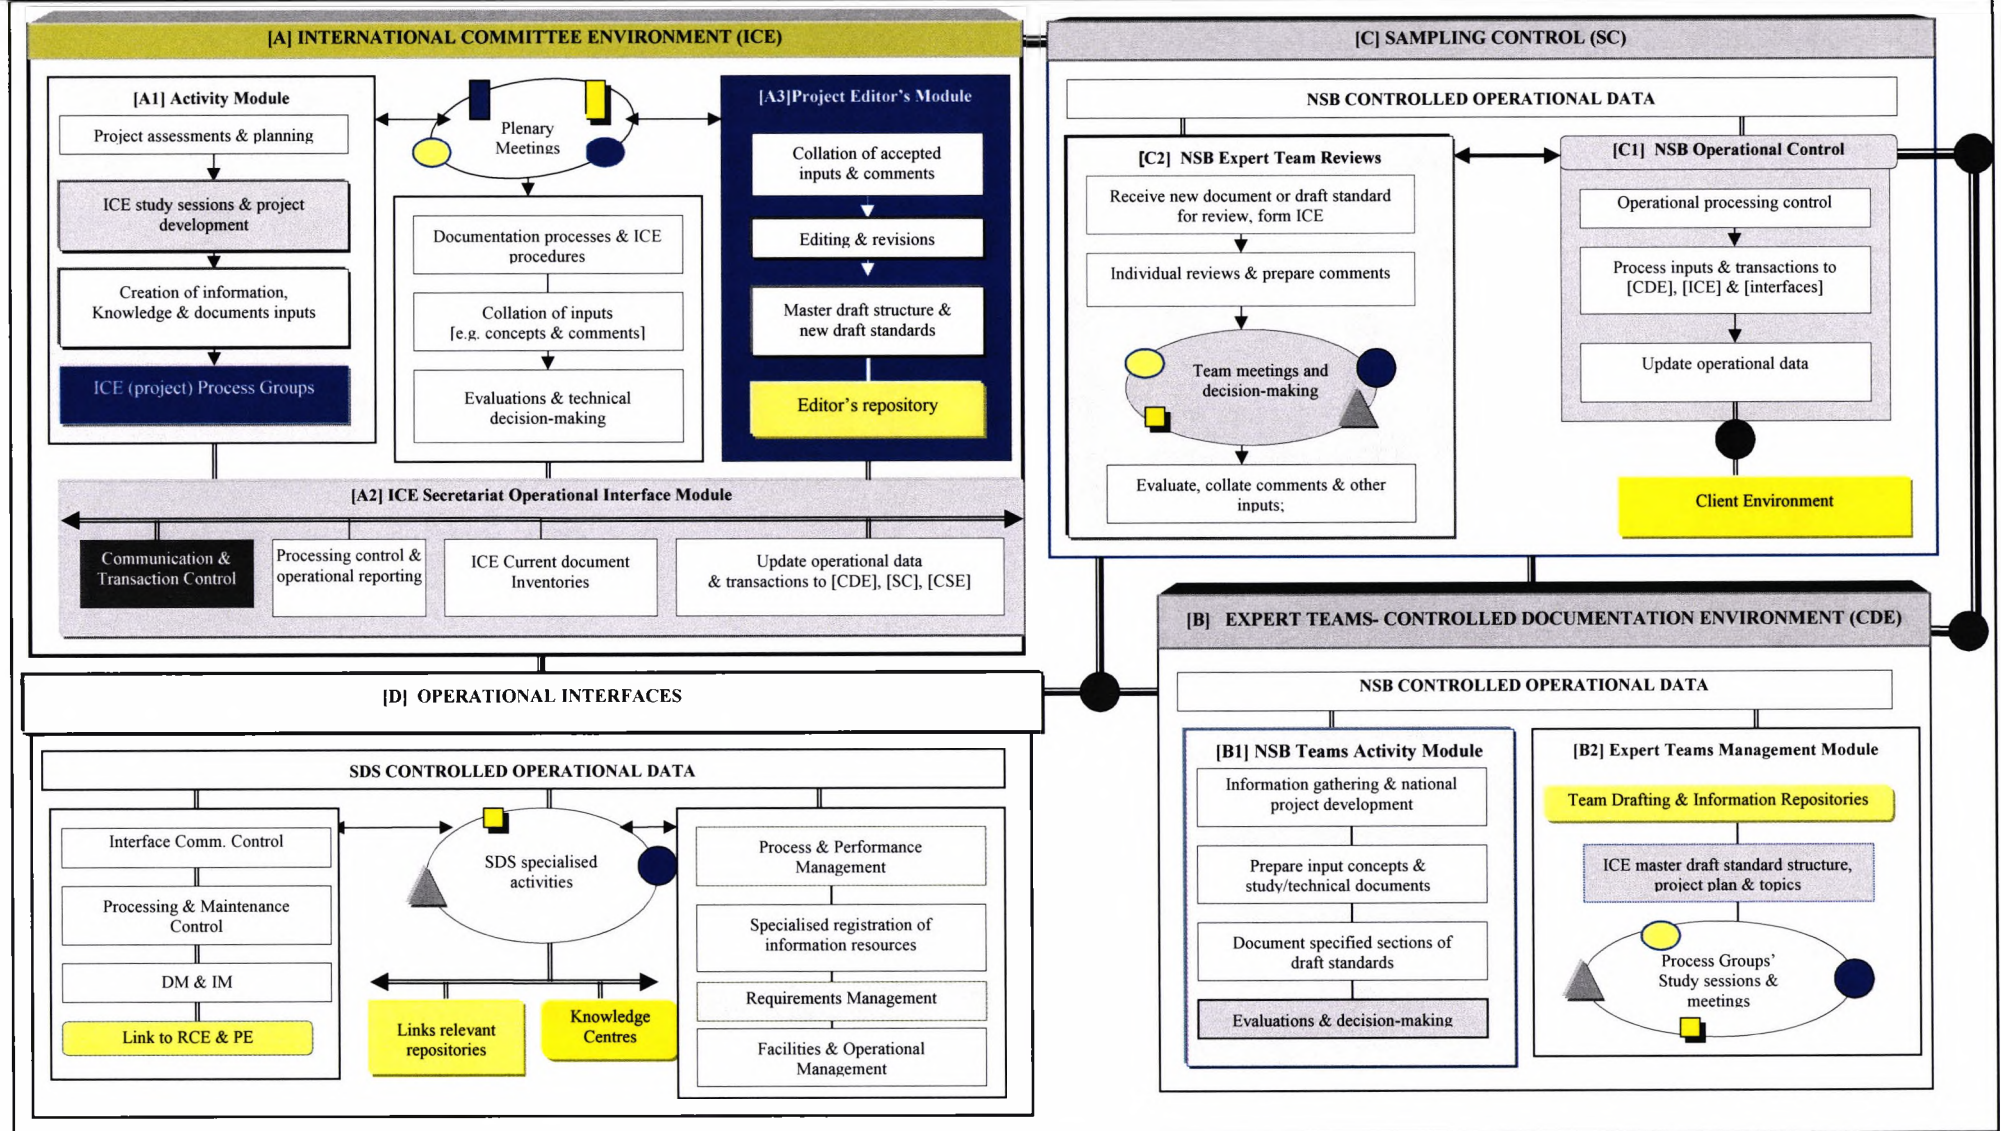 [A] INTERNATIONAL COMMITTEE ENVIRONMENT (ICE)
[A1] Activity Module
Project assessments & planning
ICE study sessions & project
development
Creation of information,
Knowledge & documents inputs
ICE (project) Process Groups
Plenary
Meetings
Documentation processes & ICE
procedures
Collation of inputs
[e.g. concepts & comments]
Evaluations & technical
decision-making
[A3]Project Editor's Module
Collation of accepted
inputs & comments
Editing & revisions
Master draft structure &
new draft standards
Editor's repository
[A2] ICE Secretariat Operational Interface Module
Communication &
Transaction Control
Processing control &
operational reporting
ICE Current document
Inventories
Update operational data
& transactions to [CDE], [SC], [CSE]
[C] SAMPLING CONTROL (SC)
NSB CONTROLLED OPERATIONAL DATA
[C2] NSB Expert Team Reviews
Receive new document or draft standard
for review, form ICE
Individual reviews & prepare comments
Team meetings and
decision-making
Evaluate, collate comments & other
inputs;
[C1] NSB Operational Control
Operational processing control
Process inputs & transactions to
[CDE], [ICE] & [interfaces]
Update operational data
Client Environment
[D] OPERATIONAL INTERFACES
SDS CONTROLLED OPERATIONAL DATA
Interface Comm. Control
Processing & Maintenance
Control
DM & IM
Link to RCE & PE
SDS specialised
activities
Links relevant
repositories
Knowledge
Centres
Process & Performance
Management
Specialised registration of
information resources
Requirements Management
Facilities & Operational
Management
[B] EXPERT TEAMS- CONTROLLED DOCUMENTATION ENVIRONMENT (CDE)
NSB CONTROLLED OPERATIONAL DATA
[B1] NSB Teams Activity Module
Information gathering & national
project development
Prepare input concepts &
study/technical documents
Document specified sections of
draft standards
Evaluations & decision-making
[B2] Expert Teams Management Module
Team Drafting & Information Repositories
ICE master draft standard structure,
project plan & topics
Process Groups'
Study sessions &
meetings